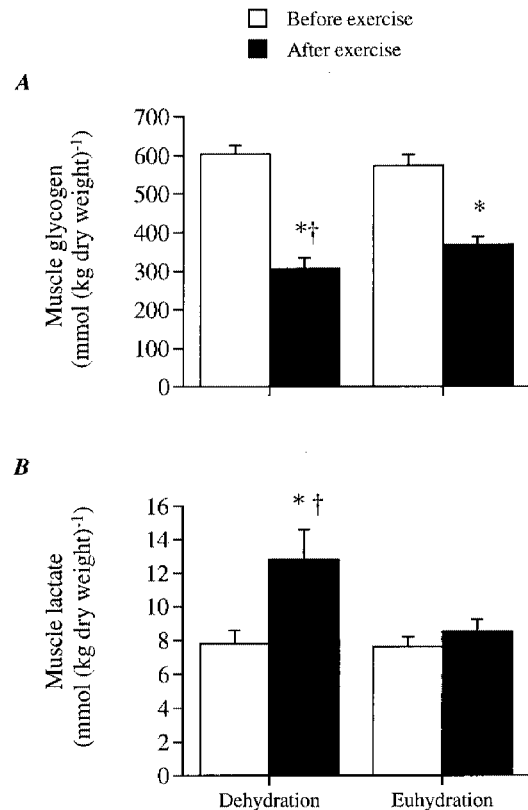 Before exercise
After exercise
A
Muscle glycogen
(mmol (kg dry weight)⁻¹)
700
600
500
400
300
200
100
0
*†
*
B
Muscle lactate
(mmol (kg dry weight)⁻¹)
16
14
12
10
8
6
4
2
0
* †
Dehydration Euhydration